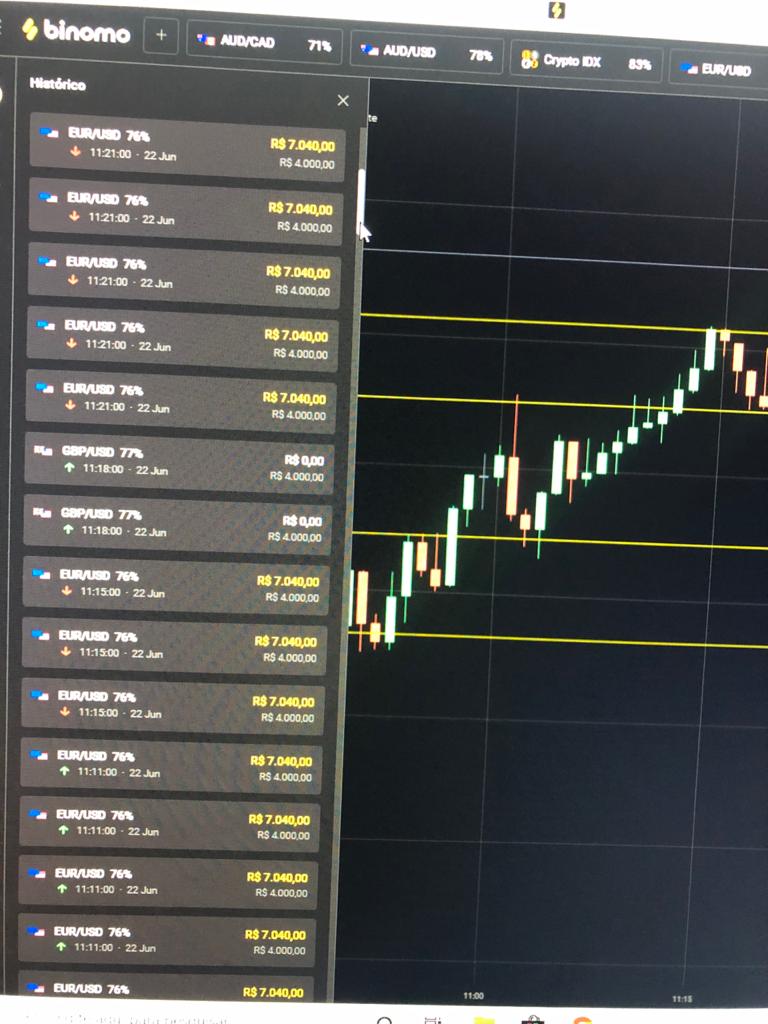 binomo
+
AUD/CAD 71%
AUD/USD 78%
Crypto IDX 83%
EUR/USD
Histórico
×
te
EUR/USD 76% R$ 7.040,00
11:21:00 · 22 Jun R$ 4.000,00
EUR/USD 76% R$ 7.040,00
11:21:00 · 22 Jun R$ 4.000,00
EUR/USD 76% R$ 7.040,00
11:21:00 · 22 Jun R$ 4.000,00
EUR/USD 76% R$ 7.040,00
11:21:00 · 22 Jun R$ 4.000,00
EUR/USD 76% R$ 7.040,00
11:21:00 · 22 Jun R$ 4.000,00
GBP/USD 77% R$ 0,00
11:18:00 · 22 Jun R$ 4.000,00
GBP/USD 77% R$ 0,00
11:18:00 · 22 Jun R$ 4.000,00
EUR/USD 76% R$ 7.040,00
11:15:00 · 22 Jun R$ 4.000,00
EUR/USD 76% R$ 7.040,00
11:15:00 · 22 Jun R$ 4.000,00
EUR/USD 76% R$ 7.040,00
11:15:00 · 22 Jun R$ 4.000,00
EUR/USD 76% R$ 7.040,00
11:11:00 · 22 Jun R$ 4.000,00
EUR/USD 76% R$ 7.040,00
11:11:00 · 22 Jun R$ 4.000,00
EUR/USD 76% R$ 7.040,00
11:11:00 · 22 Jun R$ 4.000,00
EUR/USD 76% R$ 7.040,00
11:11:00 · 22 Jun R$ 4.000,00
EUR/USD 76% R$ 7.040,00
11:00
11:15